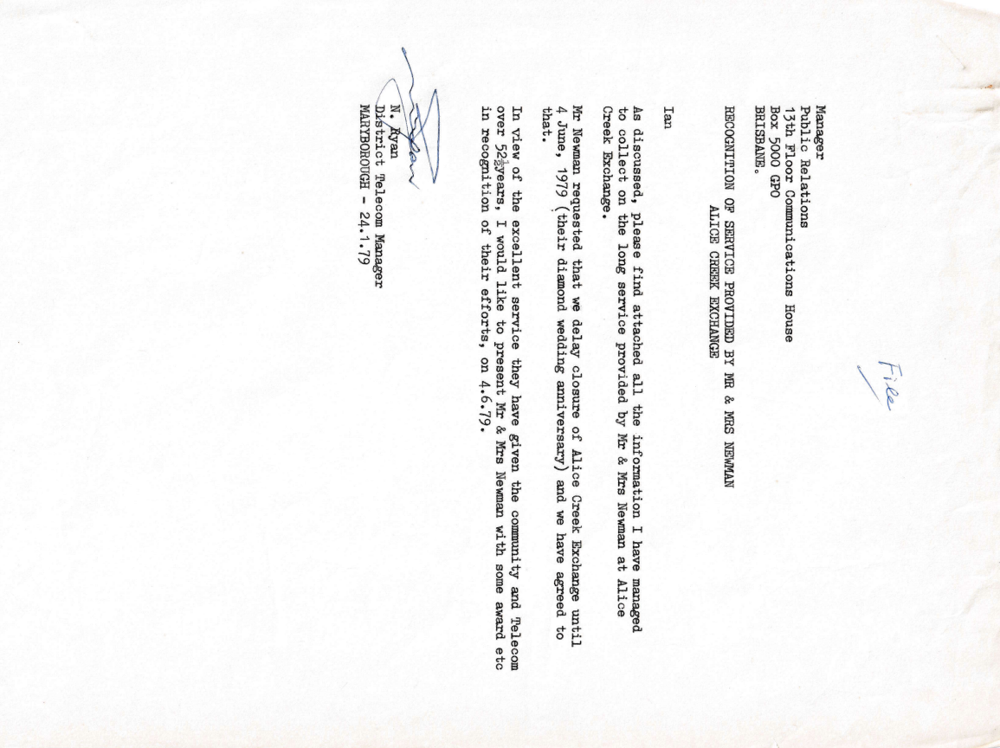 File
Manager
Public Relations
13th Floor Communications House
Box 5000 GPO
BRISBANE.
RECOGNITION OF SERVICE PROVIDED BY MR & MRS NEWMAN
ALICE CREEK EXCHANGE
Ian
As discussed, please find attached all the information I have managed
to collect on the long service provided by Mr & Mrs Newman at Alice
Creek Exchange.
Mr Newman requested that we delay closure of Alice Creek Exchange until
4 June, 1979 (their diamond wedding anniversary) and we have agreed to
that.
In view of the excellent service they have given the community and Telecom
over 52½years, I would like to present Mr & Mrs Newman with some award etc
in recognition of their efforts, on 4.6.79.
N. Ryan
District Telecom Manager
MARYBOROUGH - 24.1.79